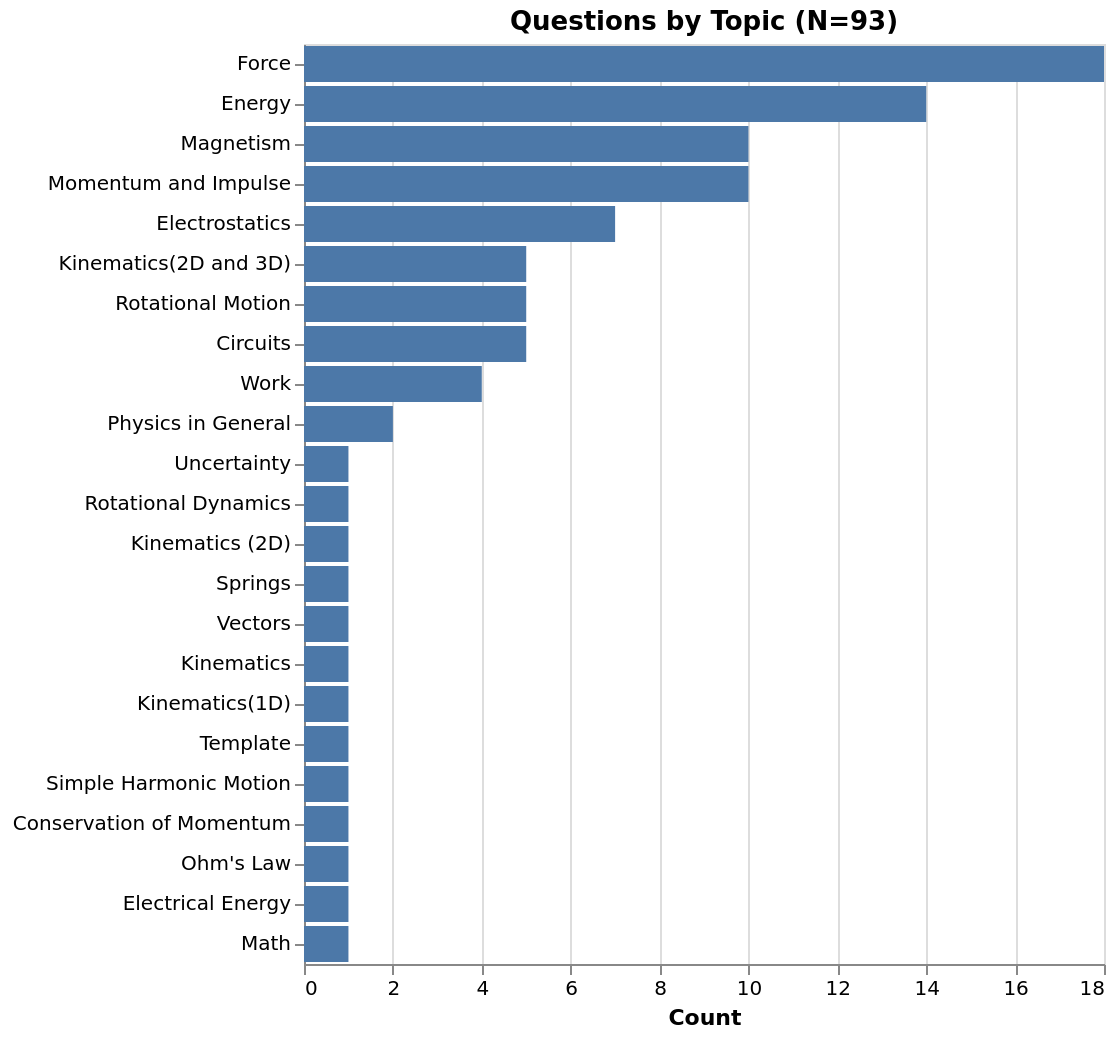 Questions by Topic (N=93)
Force
Energy
Magnetism
Momentum and Impulse
Electrostatics
Kinematics(2D and 3D)
Rotational Motion
Circuits
Work
Physics in General
Uncertainty
Rotational Dynamics
Kinematics (2D)
Springs
Vectors
Kinematics
Kinematics(1D)
Template
Simple Harmonic Motion
Conservation of Momentum
Ohm's Law
Electrical Energy
Math
0 2 4 6 8 10 12 14 16 18
Count